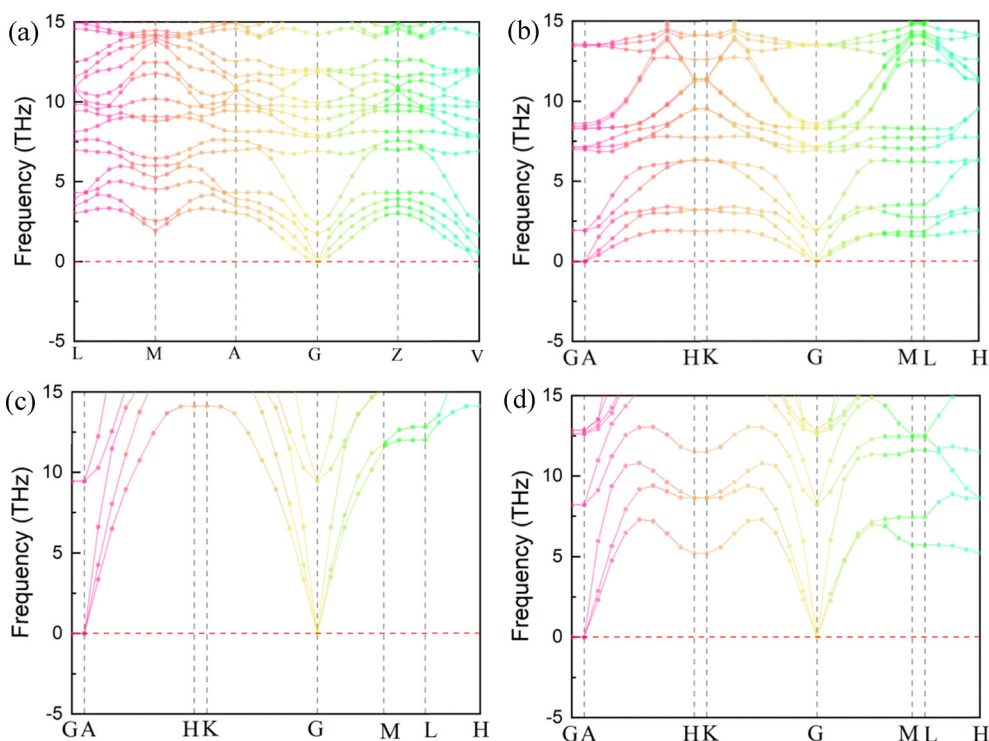 (a)
15
10
5
0
-5
Frequency (THz)
L M A G Z V
(b)
15
10
5
0
-5
Frequency (THz)
G A H K G M L H
(c)
15
10
5
0
-5
Frequency (THz)
G A H K G M L H
(d)
15
10
5
0
-5
Frequency (THz)
G A H K G M L H